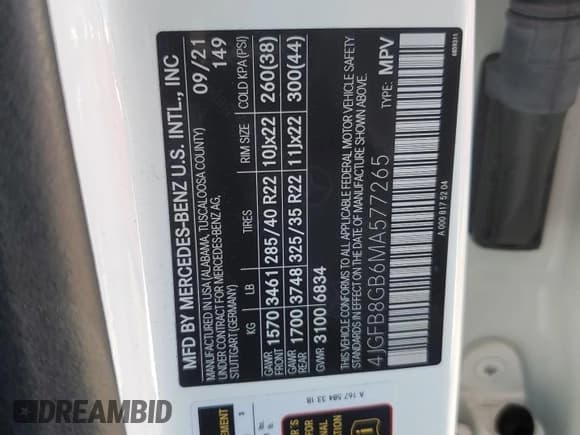 MFD BY MERCEDES-BENZ U.S. INTL., INC
MANUFACTURED IN USA (ALABAMA, TUSCALOOSA COUNTY)
UNDER CONTRACT FOR MERCEDES-BENZ AG,
STUTTGART (GERMANY)
09/21
149
KG LB TIRES RIM SIZE COLD KPA(PSI)
GAWR FRONT 1570 3461 285/40 R22 10Jx22 260(38)
GAWR REAR 1700 3748 325/35 R22 11Jx22 300(44)
GVWR 3100 6834
THIS VEHICLE CONFORMS TO ALL APPLICABLE FEDERAL MOTOR VEHICLE SAFETY
STANDARDS IN EFFECT ON THE DATE OF MANUFACTURE SHOWN ABOVE.
4JGFB8GB6MA577265 TYPE: MPV
A 000 817 52 04
A 167 584 33 18
DREAMBID